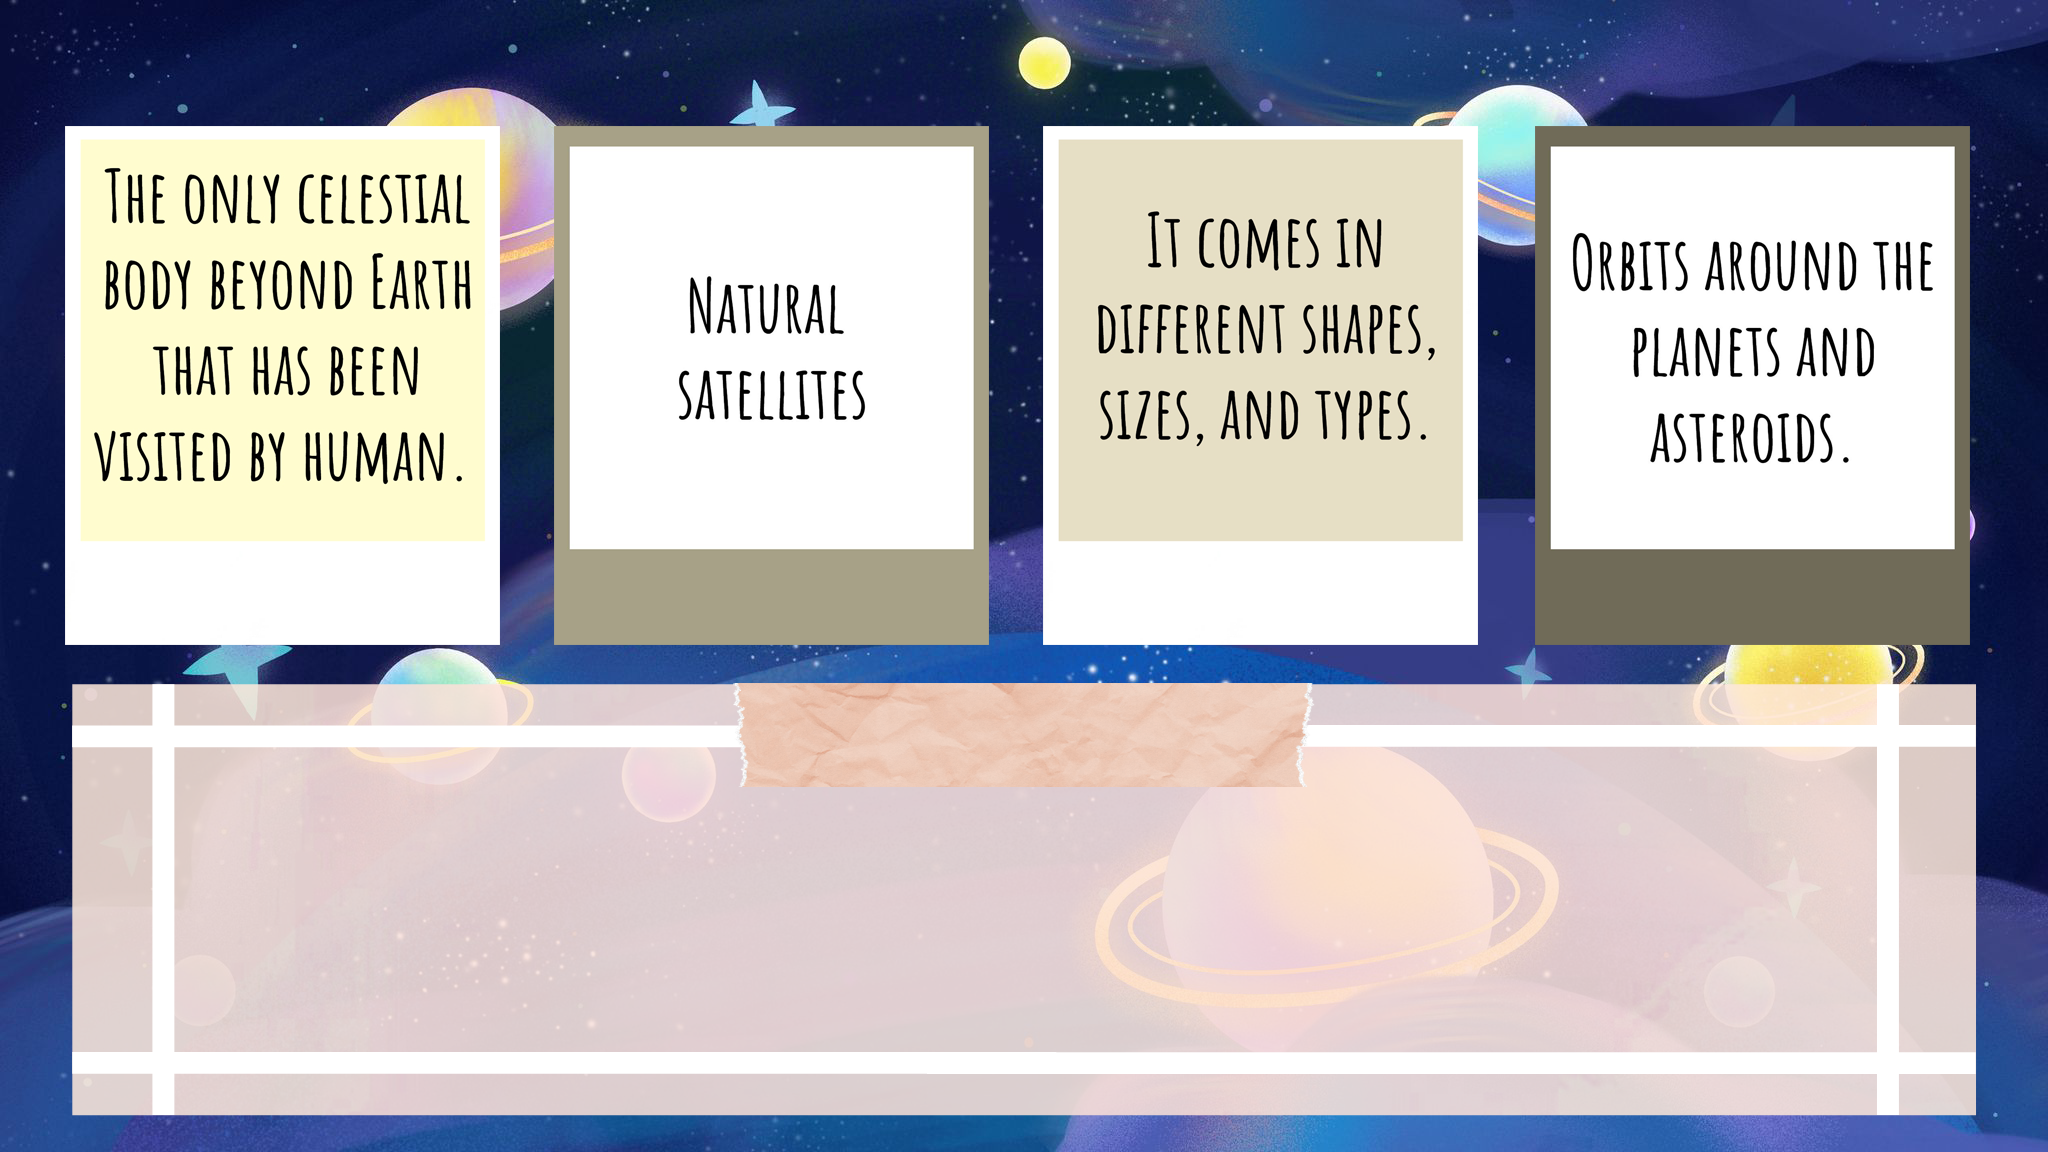 The only celestial
body beyond Earth
that has been
visited by human.
Natural
satellites
It comes in
different shapes,
sizes, and types.
Orbits around the
planets and
asteroids.